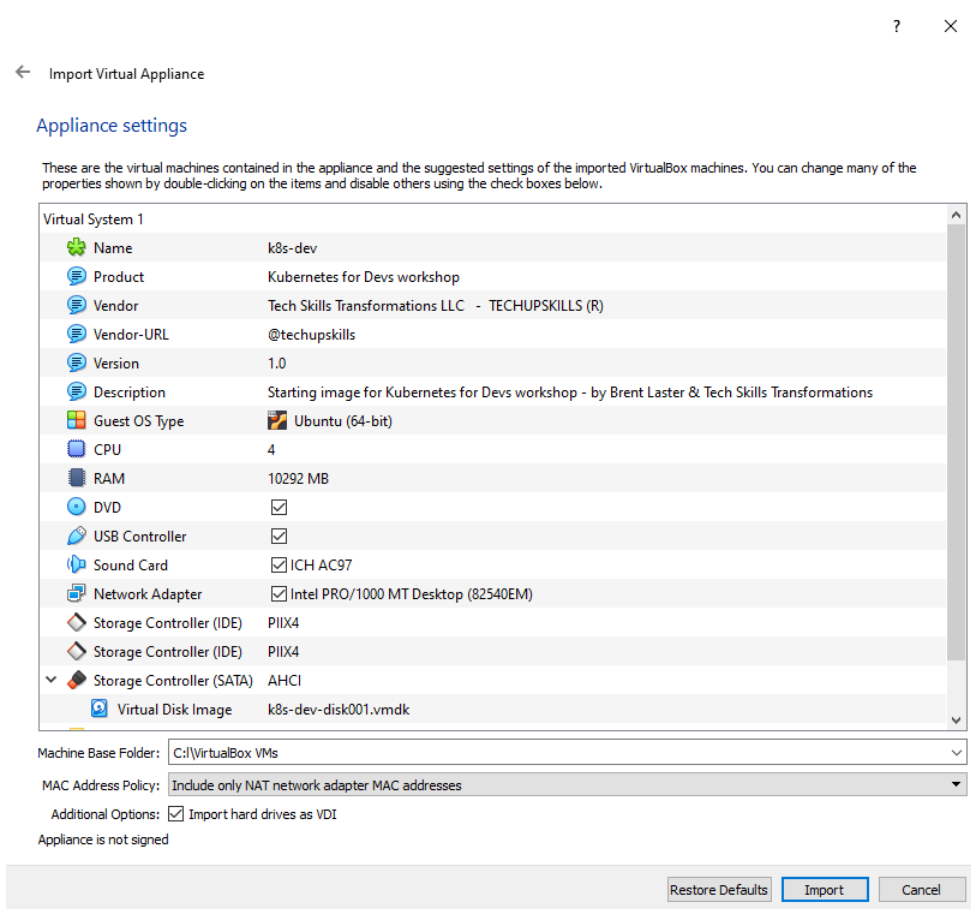 ?
Import Virtual Appliance
Appliance settings
These are the virtual machines contained in the appliance and the suggested settings of the imported VirtualBox machines. You can change many of the
properties shown by double-clicking on the items and disable others using the check boxes below.
Virtual System 1
Name k8s-dev
Product Kubernetes for Devs workshop
Vendor Tech Skills Transformations LLC - TECHUPSKILLS (R)
Vendor-URL @techupskills
Version 1.0
Description Starting image for Kubernetes for Devs workshop - by Brent Laster & Tech Skills Transformations
Guest OS Type Ubuntu (64-bit)
CPU 4
RAM 10292 MB
DVD
USB Controller
Sound Card ICH AC97
Network Adapter Intel PRO/1000 MT Desktop (82540EM)
Storage Controller (IDE) PIIX4
Storage Controller (IDE) PIIX4
Storage Controller (SATA) AHCI
Virtual Disk Image k8s-dev-disk001.vmdk
Machine Base Folder: C:l\VirtualBox VMs
MAC Address Policy: Include only NAT network adapter MAC addresses
Additional Options: Import hard drives as VDI
Appliance is not signed
Restore Defaults Import Cancel